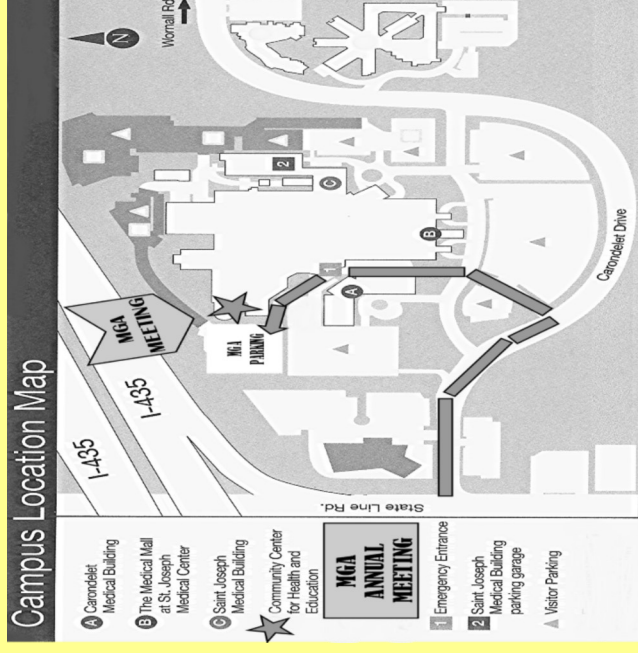 Campus Location Map
N
Wornall Rd.
I-435
I-435
MGA
MEETING
MGA
PARKING
1
2
A
B
C
Carondelet Drive
State Line Rd.
A Carondelet
Medical Building
B The Medical Mall
at St. Joseph
Medical Center
C Saint Joseph
Medical Building
Community Center
for Health and
Education
MGA
ANNUAL
MEETING
1 Emergency Entrance
2 Saint Joseph
Medical Building
parking garage
Visitor Parking